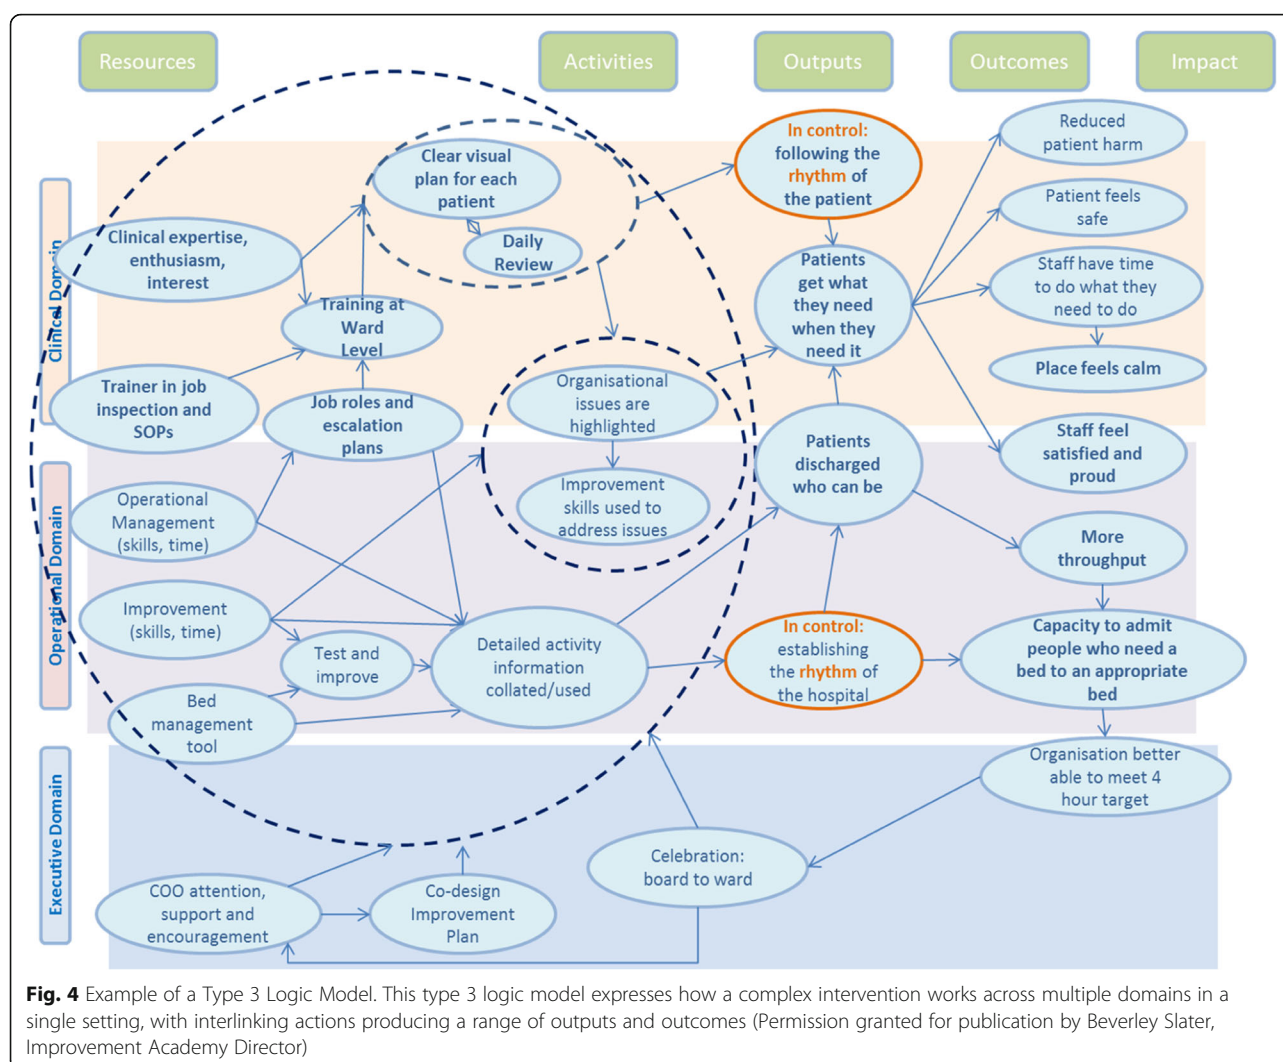 Resources
Activities
Outputs
Outcomes
Impact
Clinical Domain
Clear visual
plan for each
patient
Daily
Review
Clinical expertise,
enthusiasm,
interest
Training at
Ward
Level
Trainer in job
inspection and
SOPs
Job roles and
escalation
plans
Organisational
issues are
highlighted
In control:
following the
rhythm of
the patient
Patients
get what
they need
when they
need it
Reduced
patient harm
Patient feels
safe
Staff have time
to do what they
need to do
Place feels calm
Staff feel
satisfied and
proud
Operational Domain
Operational
Management
(skills, time)
Improvement
(skills, time)
Bed
management
tool
Test and
improve
Detailed activity
information
collated/used
Improvement
skills used to
address issues
Patients
discharged
who can be
In control:
establishing
the rhythm of
the hospital
More
throughput
Capacity to admit
people who need a
bed to an appropriate
bed
Executive Domain
Organisation better
able to meet 4
hour target
Celebration:
board to ward
COO attention,
support and
encouragement
Co-design
Improvement
Plan
Fig. 4 Example of a Type 3 Logic Model. This type 3 logic model expresses how a complex intervention works across multiple domains in a
single setting, with interlinking actions producing a range of outputs and outcomes (Permission granted for publication by Beverley Slater,
Improvement Academy Director)